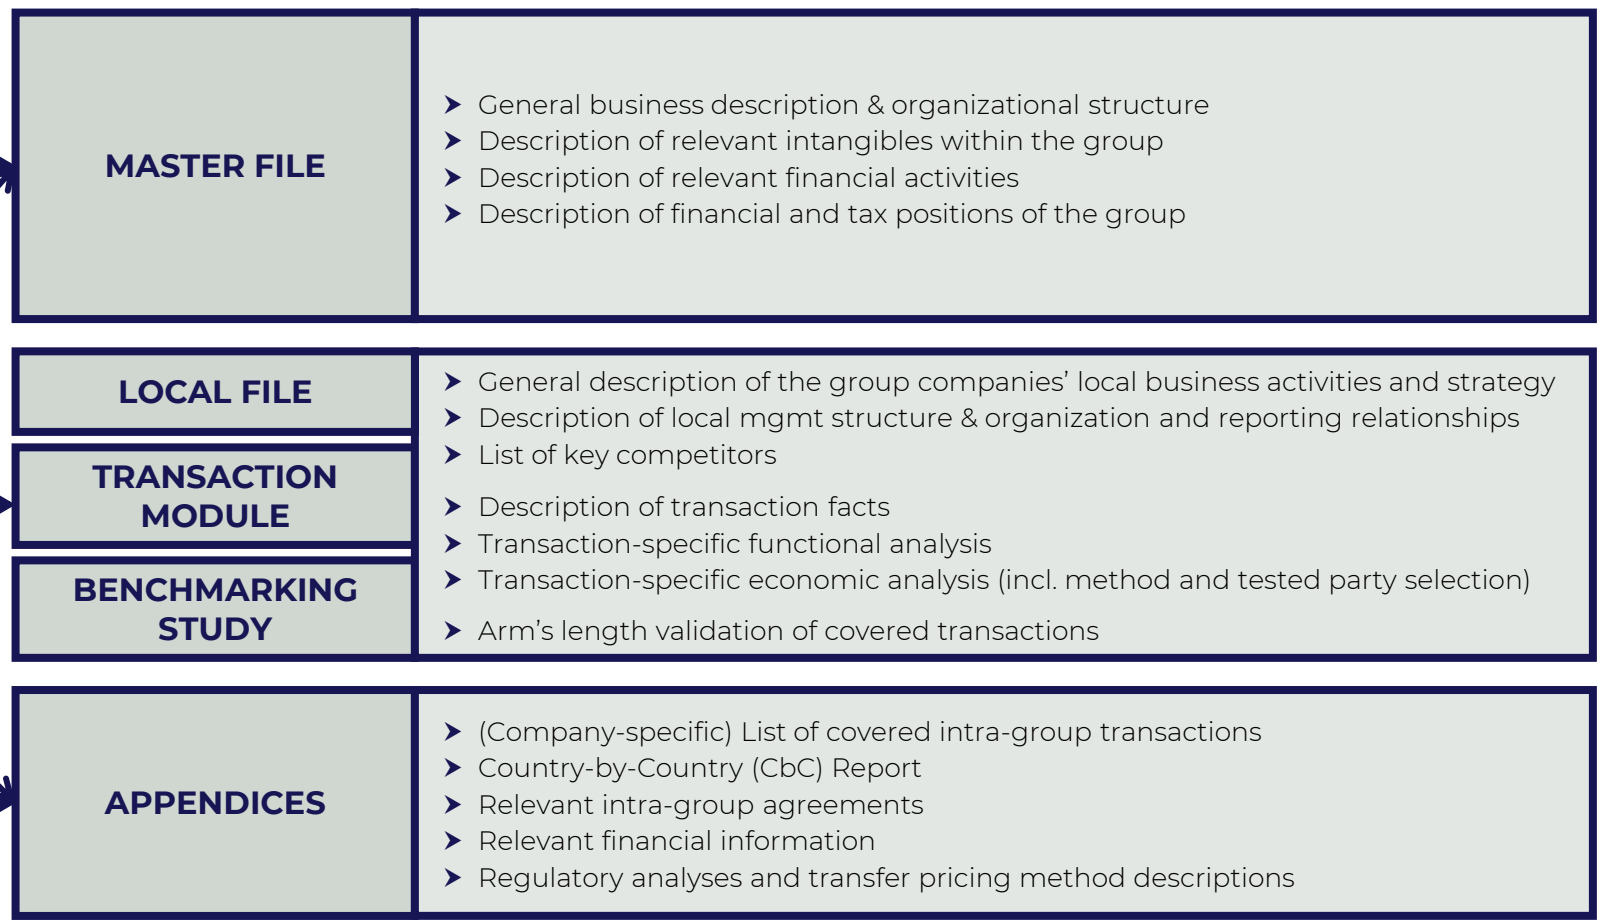 MASTER FILE
General business description & organizational structure
Description of relevant intangibles within the group
Description of relevant financial activities
Description of financial and tax positions of the group
LOCAL FILE
General description of the group companies’ local business activities and strategy
Description of local mgmt structure & organization and reporting relationships
List of key competitors
TRANSACTION
MODULE
Description of transaction facts
Transaction-specific functional analysis
Transaction-specific economic analysis (incl. method and tested party selection)
BENCHMARKING
STUDY
Arm’s length validation of covered transactions
APPENDICES
(Company-specific) List of covered intra-group transactions
Country-by-Country (CbC) Report
Relevant intra-group agreements
Relevant financial information
Regulatory analyses and transfer pricing method descriptions